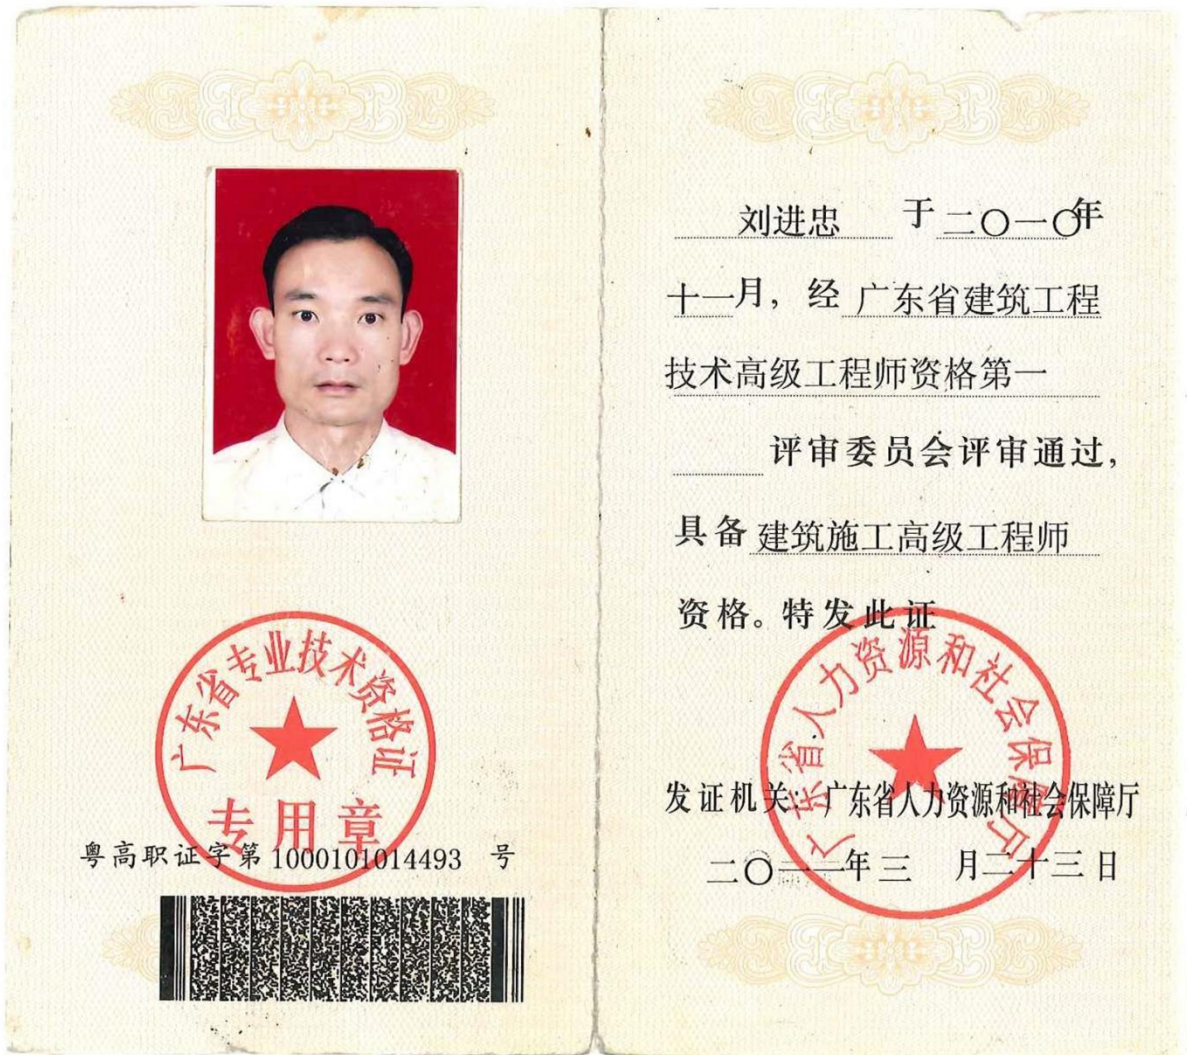 广东省专业技术资格证
专用章
粤高职证字第 1000101014493 号
刘进忠 于二〇一〇年
十一月，经 广东省建筑工程
技术高级工程师资格第一
评审委员会评审通过，
具备 建筑施工高级工程师
资格。特发此证
广东省人力资源和社会保障厅
发证机关：广东省人力资源和社会保障厅
二〇一一年三 月二十三日